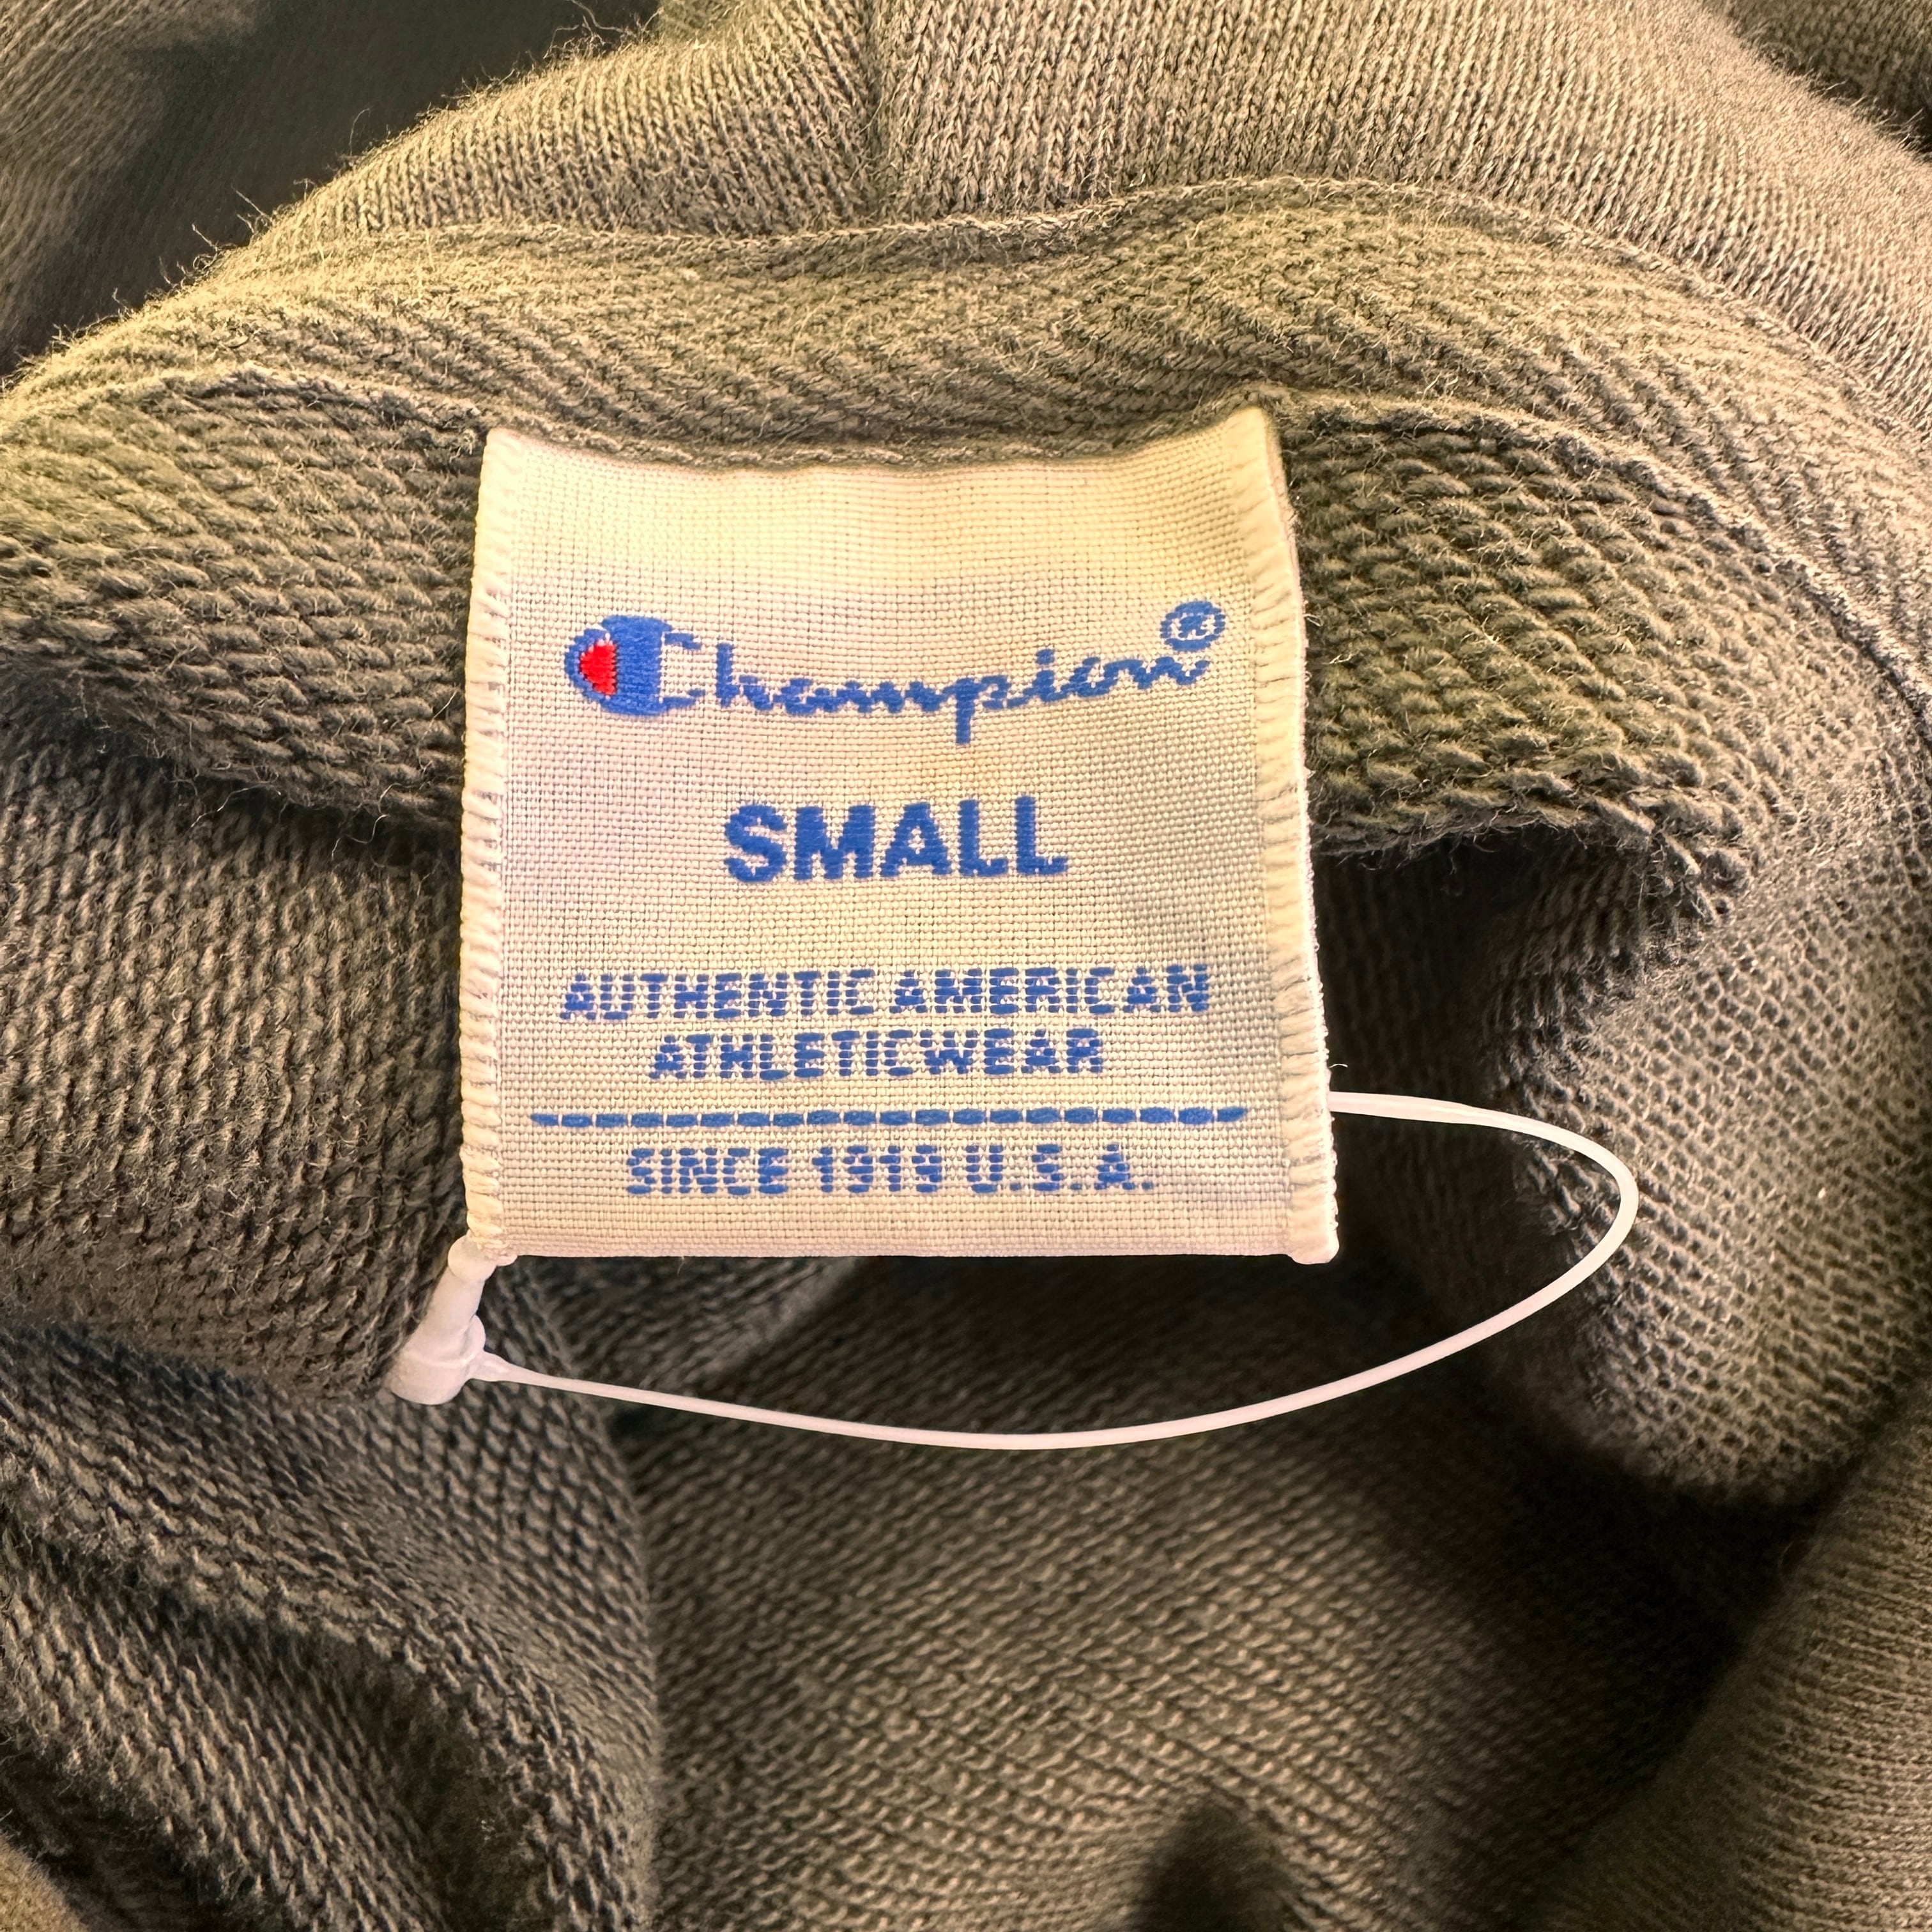 Champion®
SMALL
AUTHENTIC AMERICAN
ATHLETICWEAR
SINCE 1919 U.S.A.